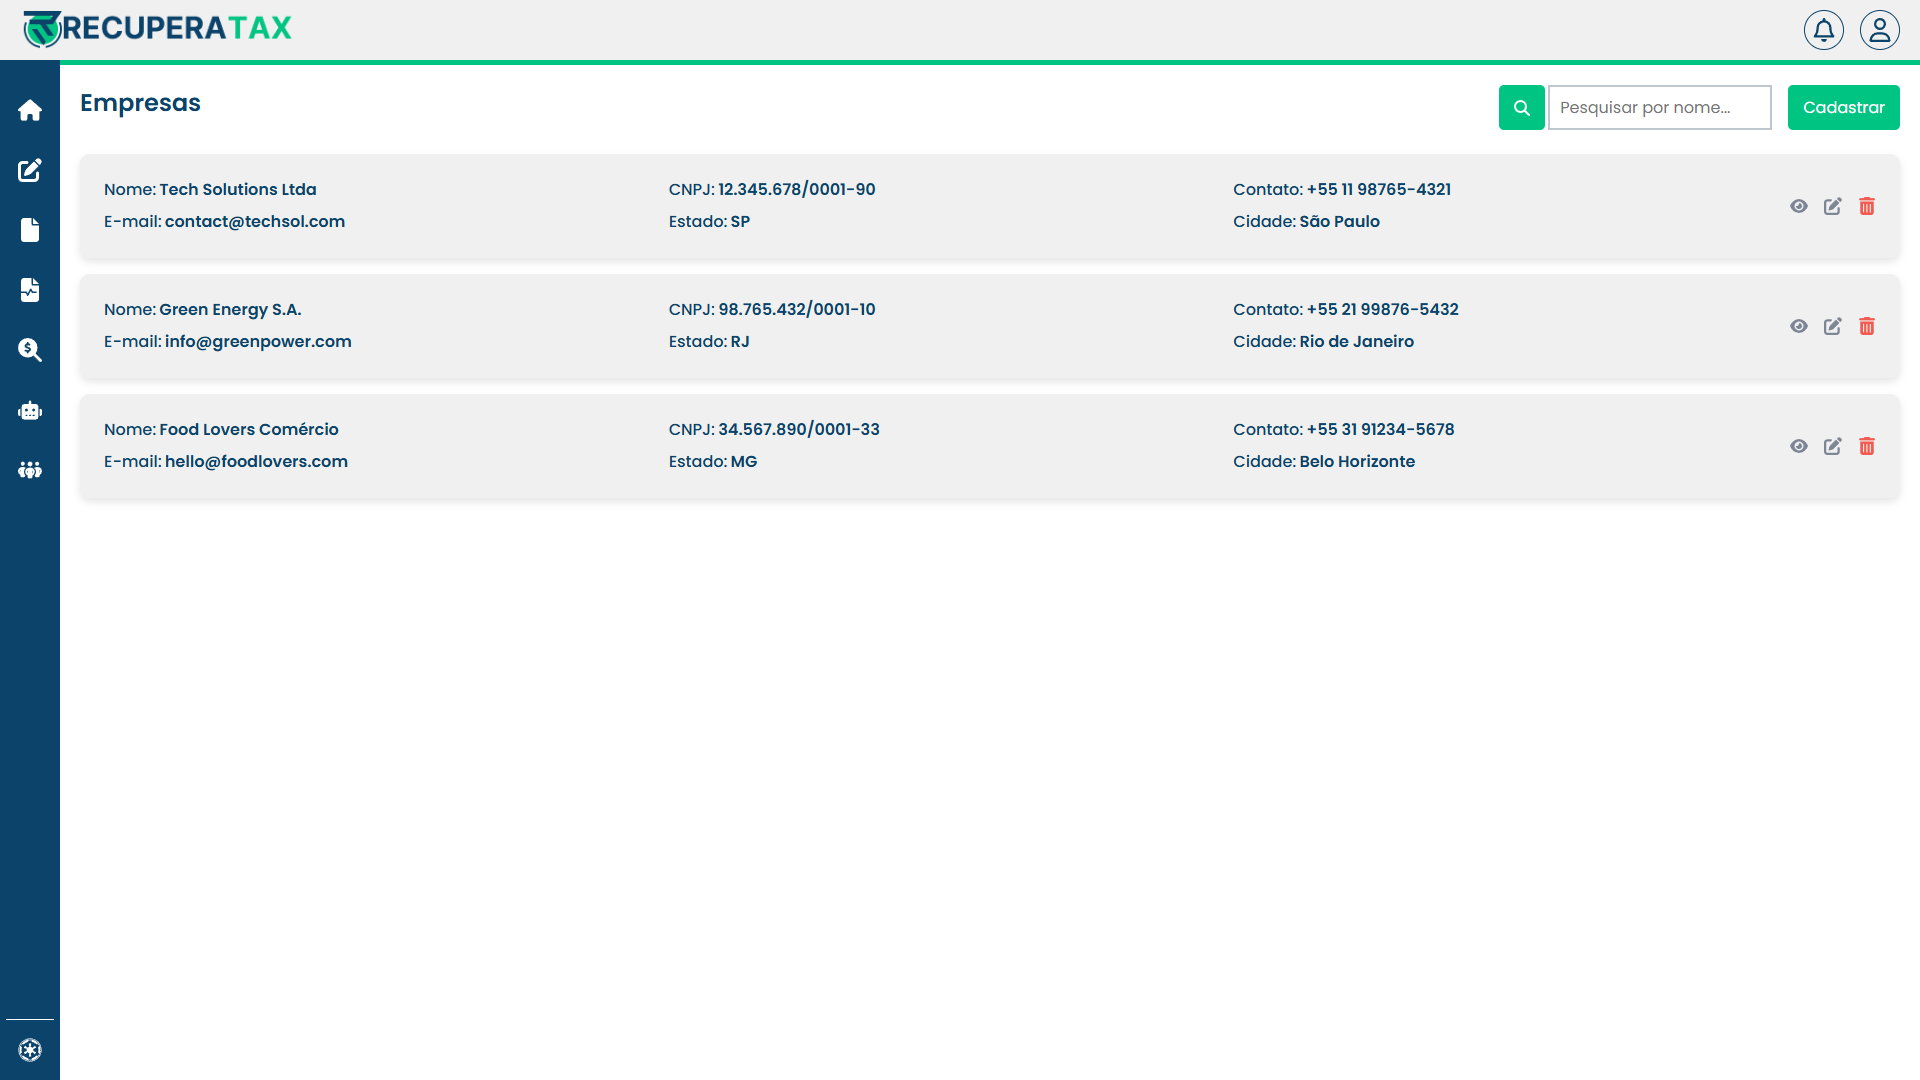 RECUPERATAX
Empresas
Pesquisar por nome...
Cadastrar
Nome: Tech Solutions Ltda
CNPJ: 12.345.678/0001-90
Contato: +55 11 98765-4321
E-mail: contact@techsol.com
Estado: SP
Cidade: São Paulo
Nome: Green Energy S.A.
CNPJ: 98.765.432/0001-10
Contato: +55 21 99876-5432
E-mail: info@greenpower.com
Estado: RJ
Cidade: Rio de Janeiro
Nome: Food Lovers Comércio
CNPJ: 34.567.890/0001-33
Contato: +55 31 91234-5678
E-mail: hello@foodlovers.com
Estado: MG
Cidade: Belo Horizonte